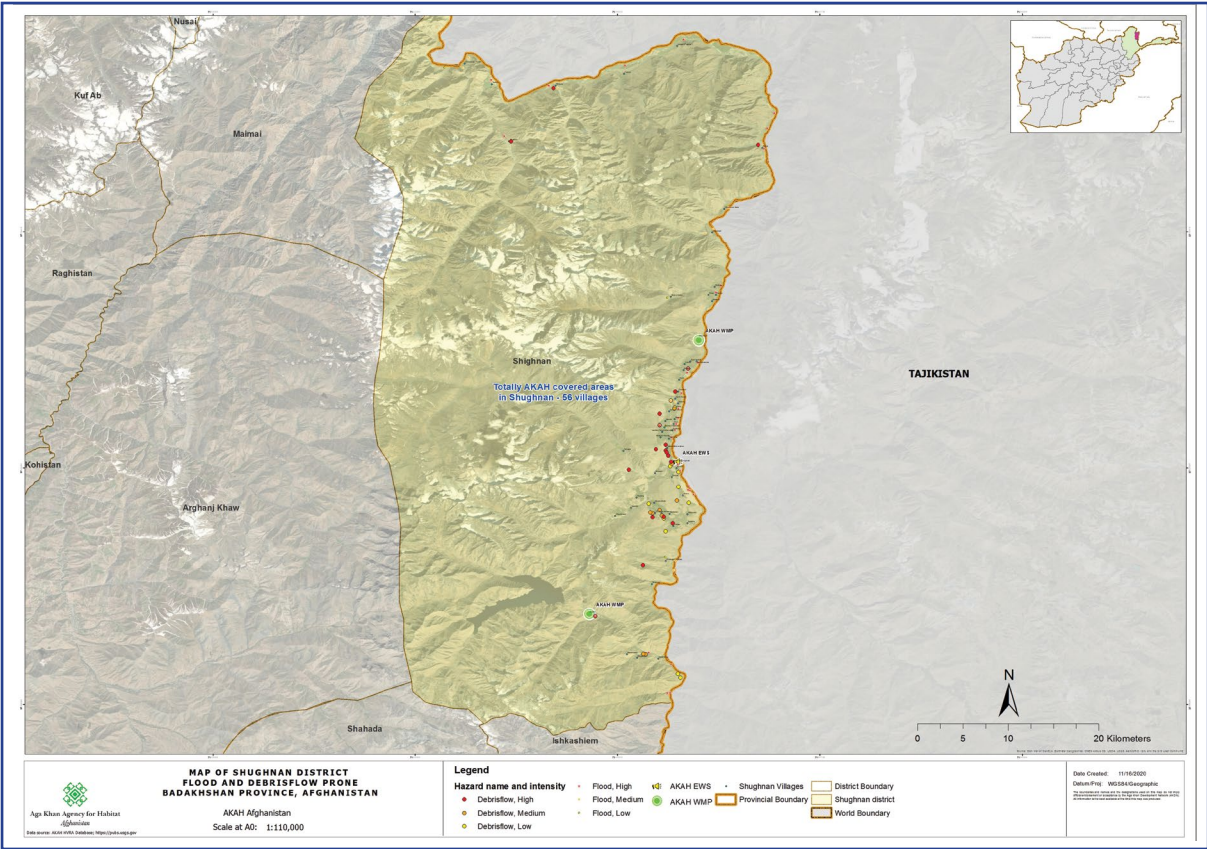 Nusai
Kuf Ab
Maimai
Raghistan
AKAH WMP
Shighnan
TAJIKISTAN
Totally AKAH covered areas
in Shughnan - 56 villages
AKAH EWS
Kohistan
Arghanj Khaw
AKAH WMP
N
Shahada
Ishkashiem
0 5 10 20 Kilometers
MAP OF SHUGHNAN DISTRICT
FLOOD AND DEBRISFLOW PRONE
BADAKHSHAN PROVINCE, AFGHANISTAN
AKAH Afghanistan
Scale at A0: 1:110,000
Aga Khan Agency for Habitat
Afghanistan
Data source: AKAH HVRA Database; https://pubs.usgs.gov
Legend
Hazard name and intensity
Debrisflow, High
Debrisflow, Medium
Debrisflow, Low
Flood, High
Flood, Medium
Flood, Low
AKAH EWS
AKAH WMP
Shughnan Villages
Provincial Boundary
District Boundary
Shughnan district
World Boundary
Date Created: 11/16/2020
Datum/Proj: WGS84/Geographic